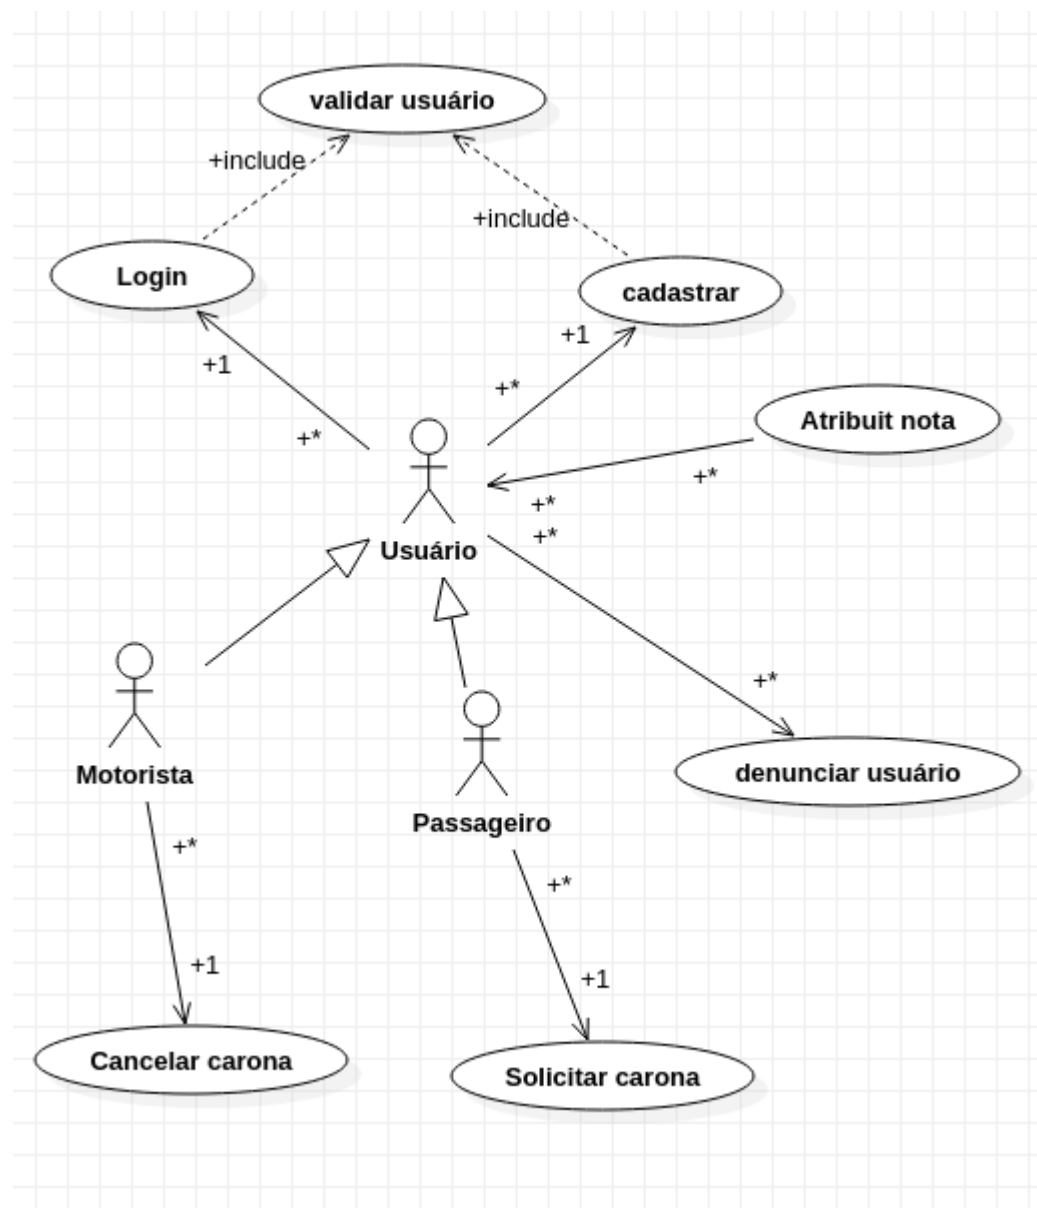 validar usuário
+include
+include
Login
cadastrar
+1
+1
+*
+*
Atribuit nota
+*
+*
+*
Usuário
+*
Motorista
denunciar usuário
Passageiro
+*
+*
+1
+1
Cancelar carona
Solicitar carona